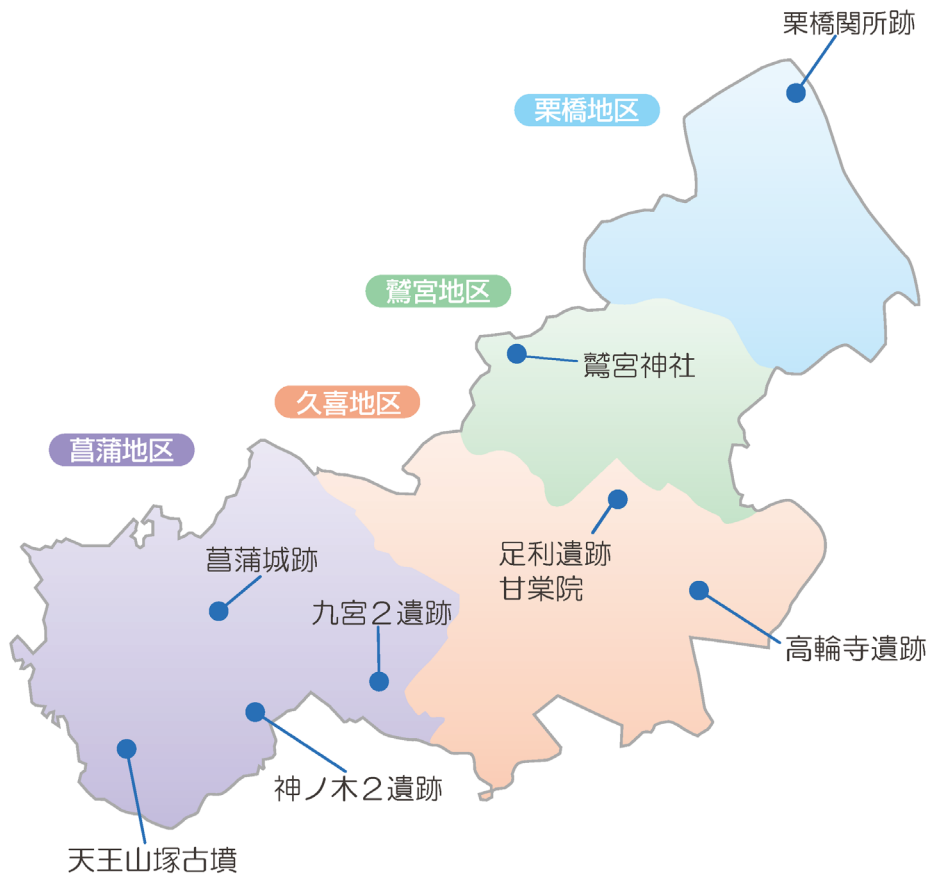 栗橋関所跡
栗橋地区
鷲宮地区
鷲宮神社
久喜地区
菖蒲地区
足利遺跡
甘棠院
菖蒲城跡
九宮２遺跡
高輪寺遺跡
神ノ木２遺跡
天王山塚古墳